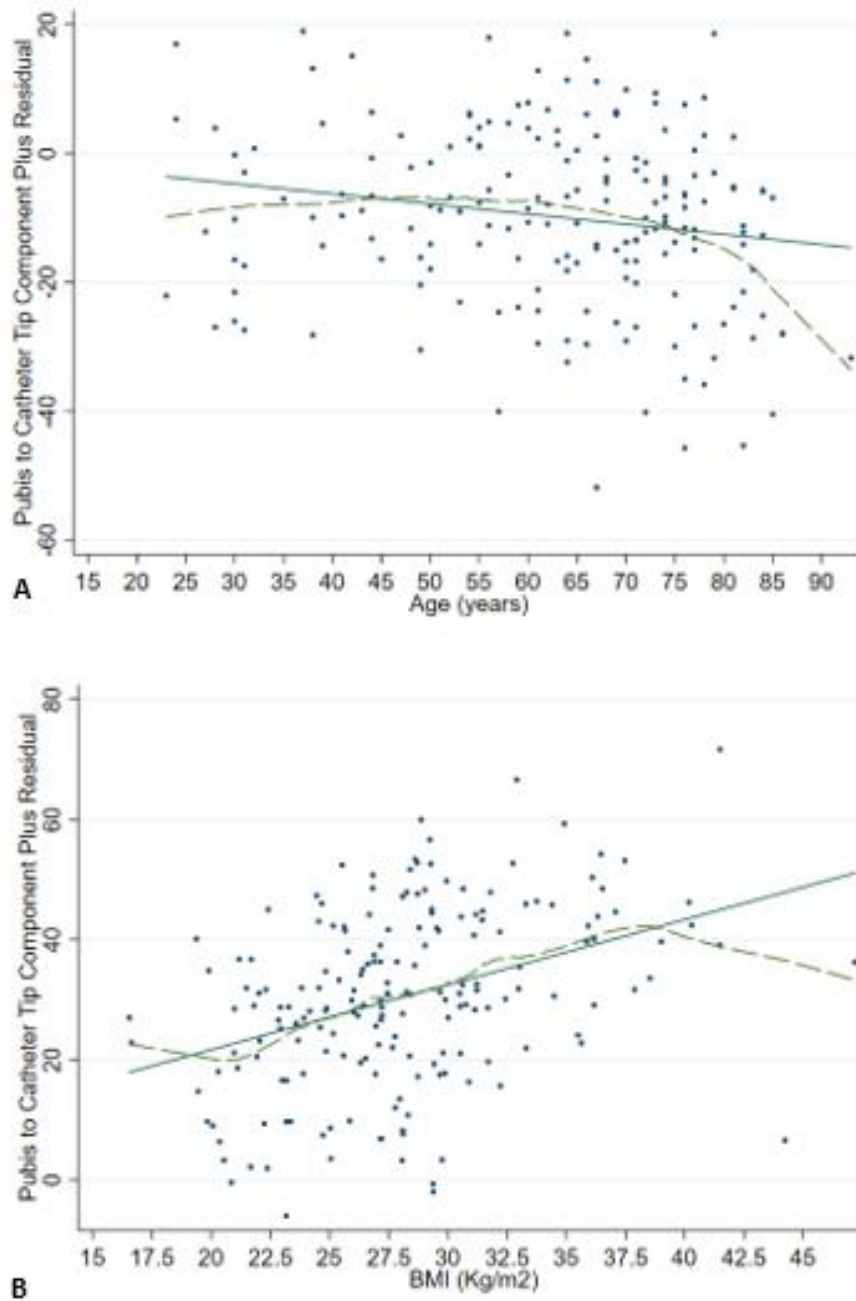 Pubis to Catheter Tip Component Plus Residual
20
0
-20
-40
-60
15 20 25 30 35 40 45 50 55 60 65 70 75 80 85 90
Age (years)
A
Pubis to Catheter Tip Component Plus Residual
80
60
40
20
0
15 17.5 20 22.5 25 27.5 30 32.5 35 37.5 40 42.5 45
BMI (Kg/m2)
B